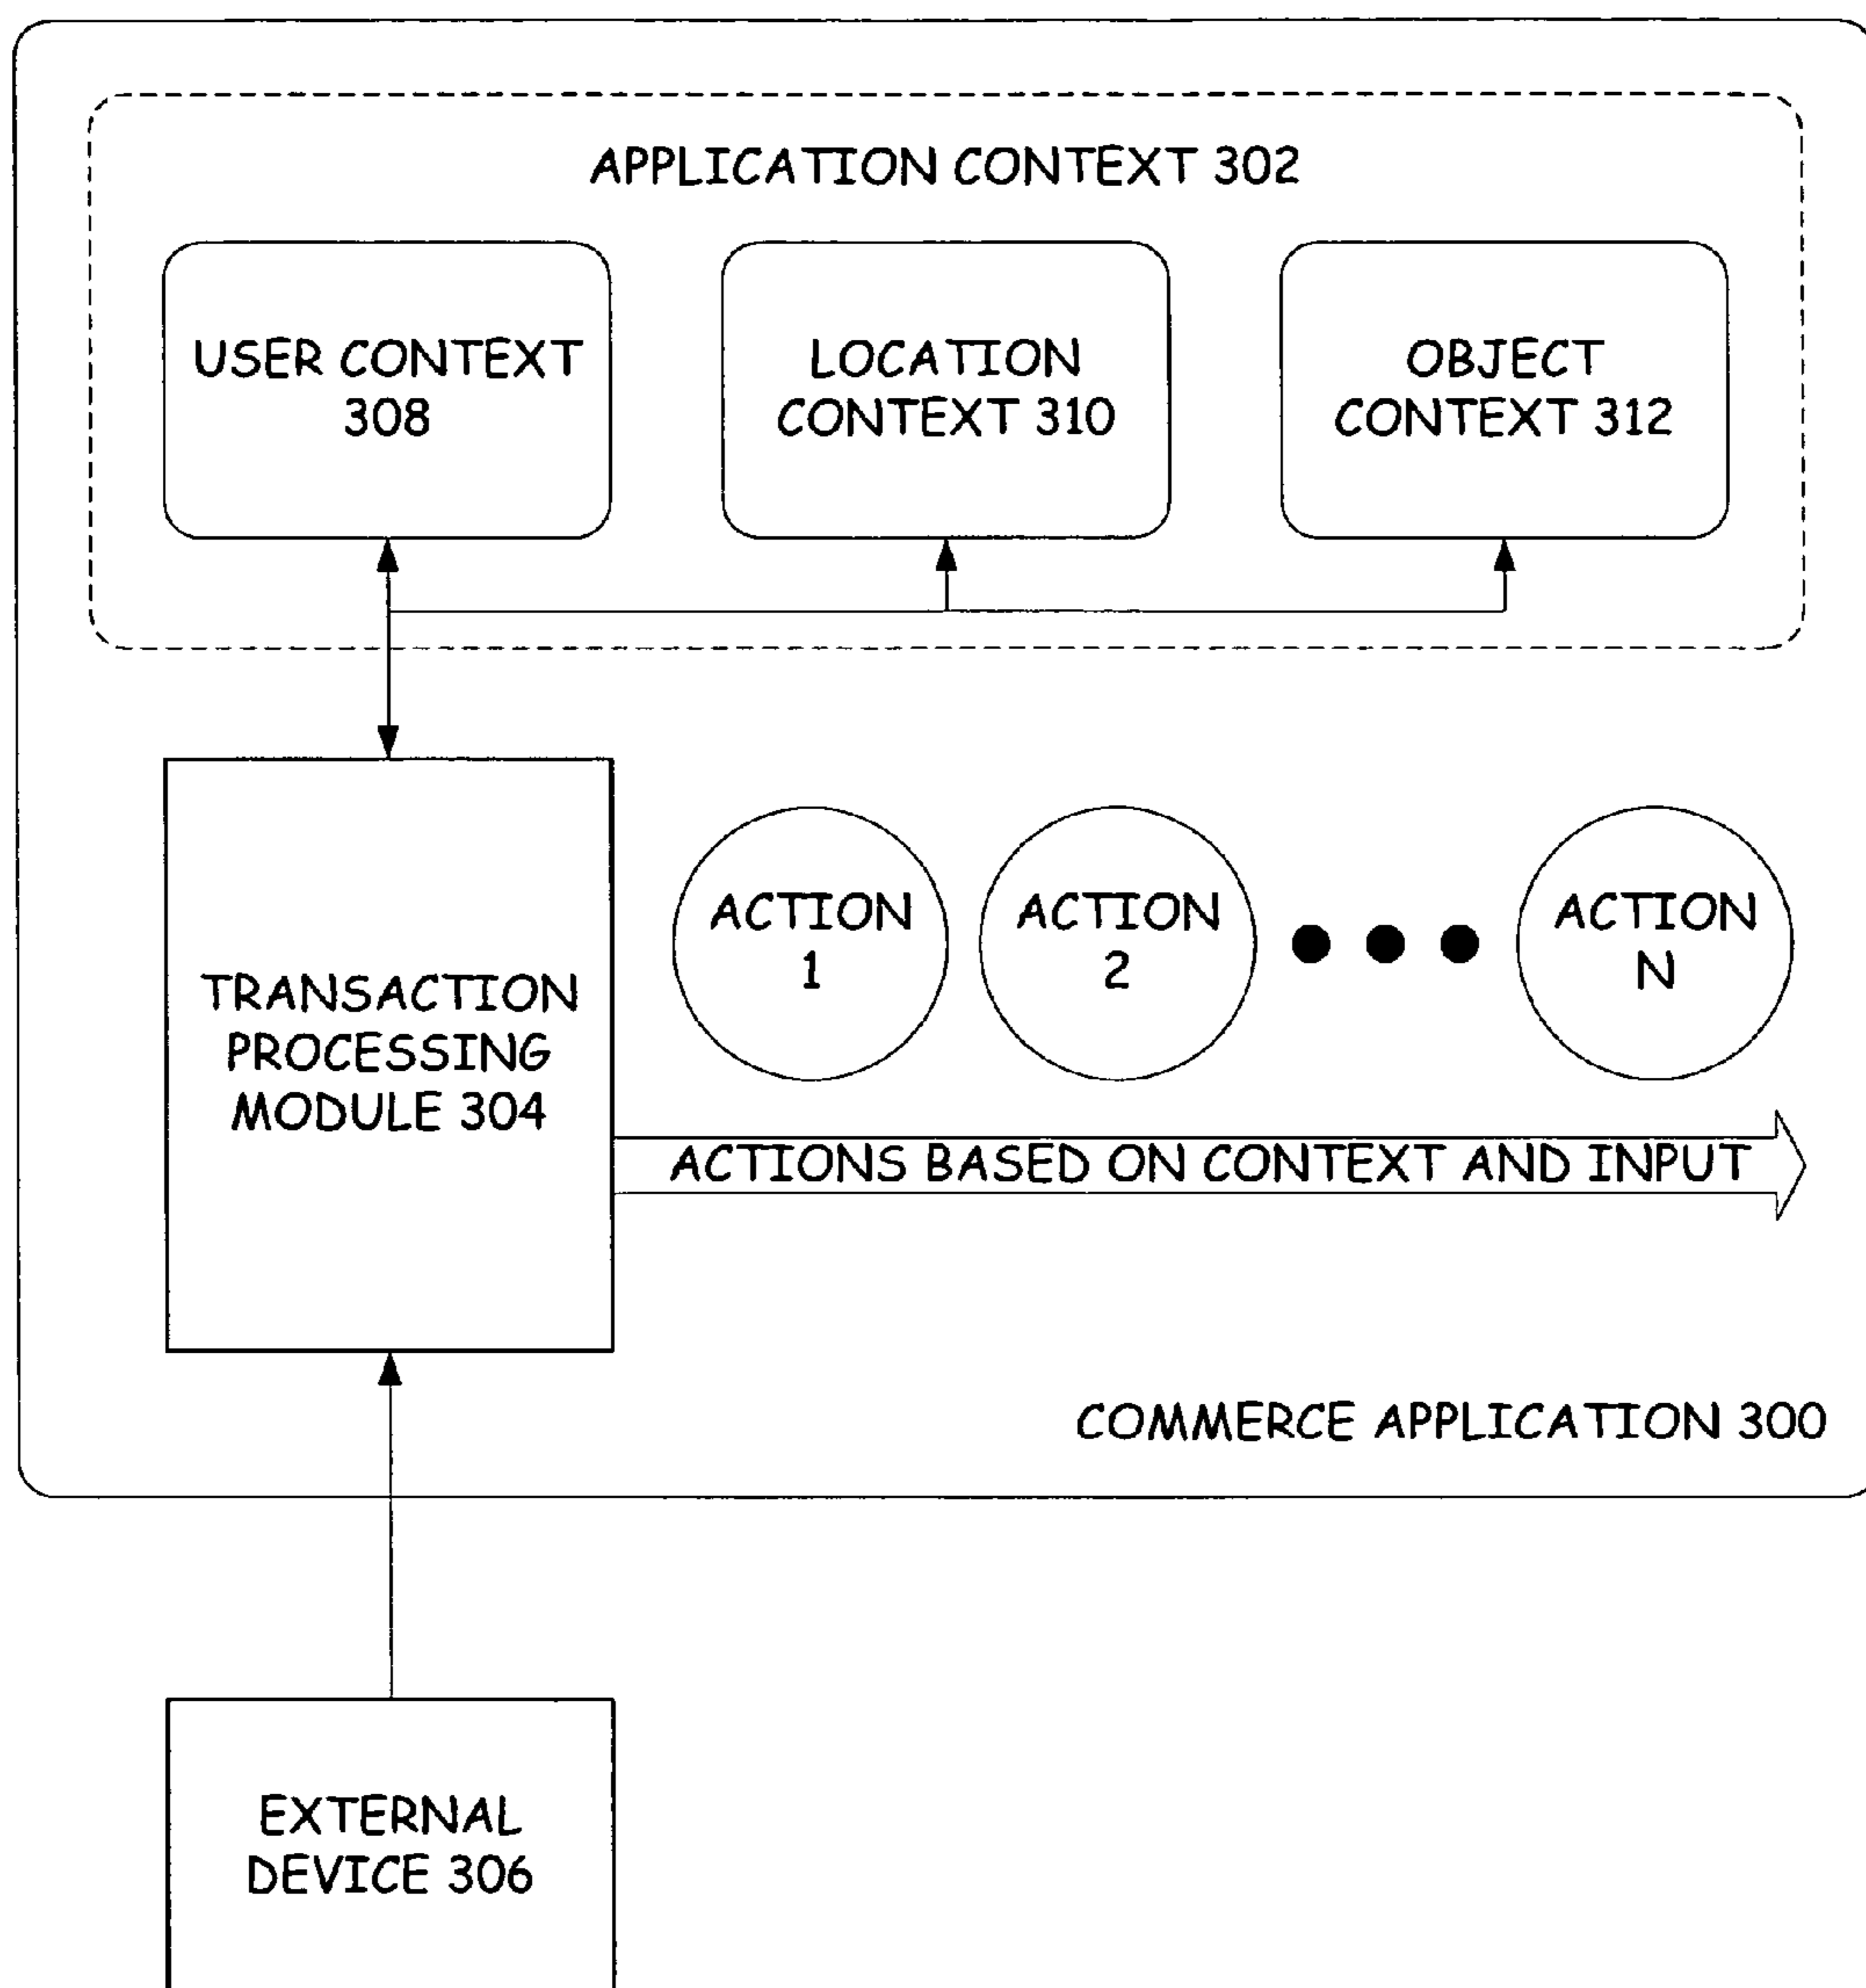 APPLICATION CONTEXT 302
USER CONTEXT
308
LOCATION
CONTEXT 310
OBJECT
CONTEXT 312
TRANSACTION
PROCESSING
MODULE 304
ACTION
1
ACTION
2
ACTION
N
ACTIONS BASED ON CONTEXT AND INPUT
COMMERCE APPLICATION 300
EXTERNAL
DEVICE 306